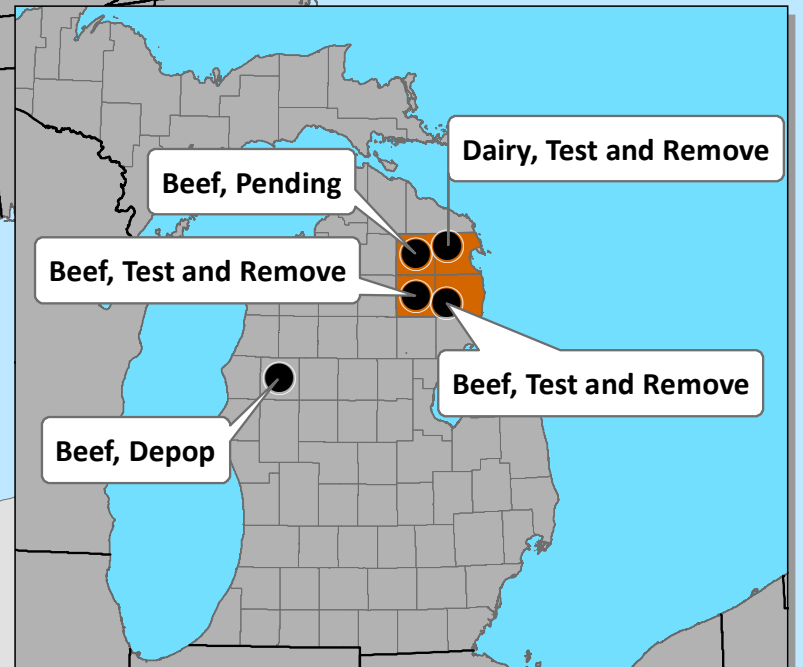 Dairy, Test and Remove
Beef, Pending
Beef, Test and Remove
Beef, Test and Remove
Beef, Depop